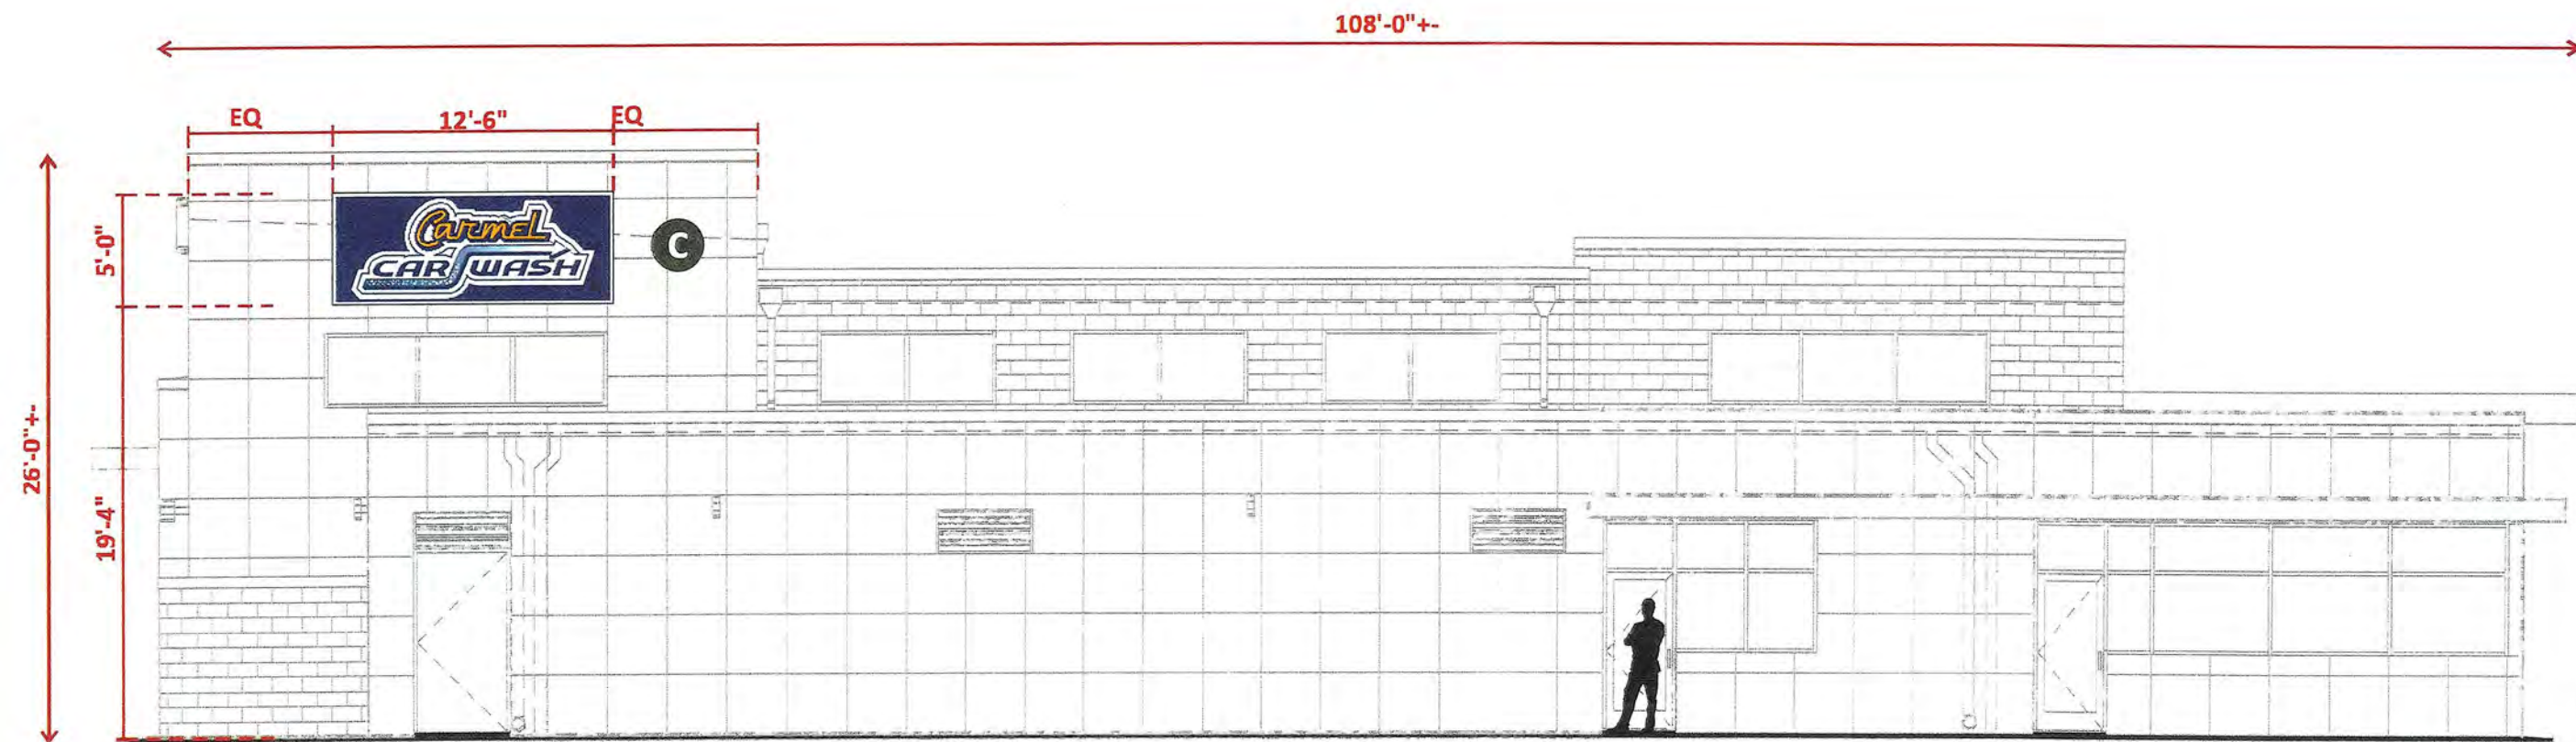 108'-0"+-
EQ
12'-6"
EQ
Carmel
CAR WASH
C
5'-0"
26'-0"+-
19'-4"